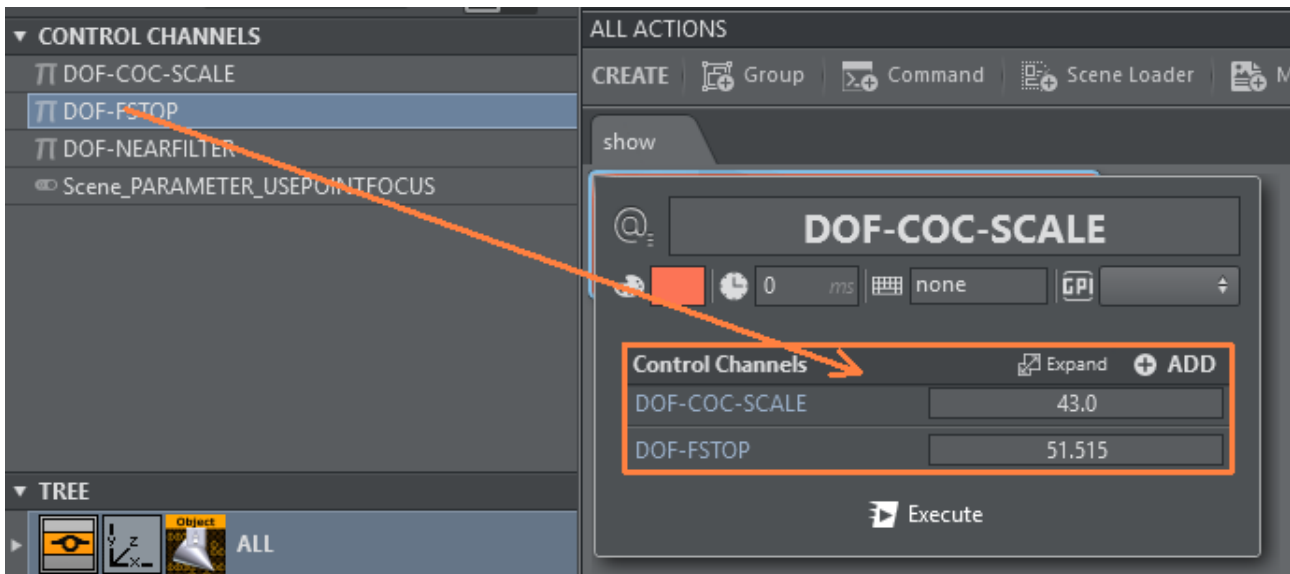 CONTROL CHANNELS
DOF-COC-SCALE
DOF-FSTOP
DOF-NEARFILTER
Scene_PARAMETER_USEPOINTFOCUS
TREE
Object
y z
x
ALL
ALL ACTIONS
CREATE Group Command Scene Loader M
show
@ DOF-COC-SCALE
0 ms none GPI
Control Channels Expand ADD
DOF-COC-SCALE 43.0
DOF-FSTOP 51.515
Execute